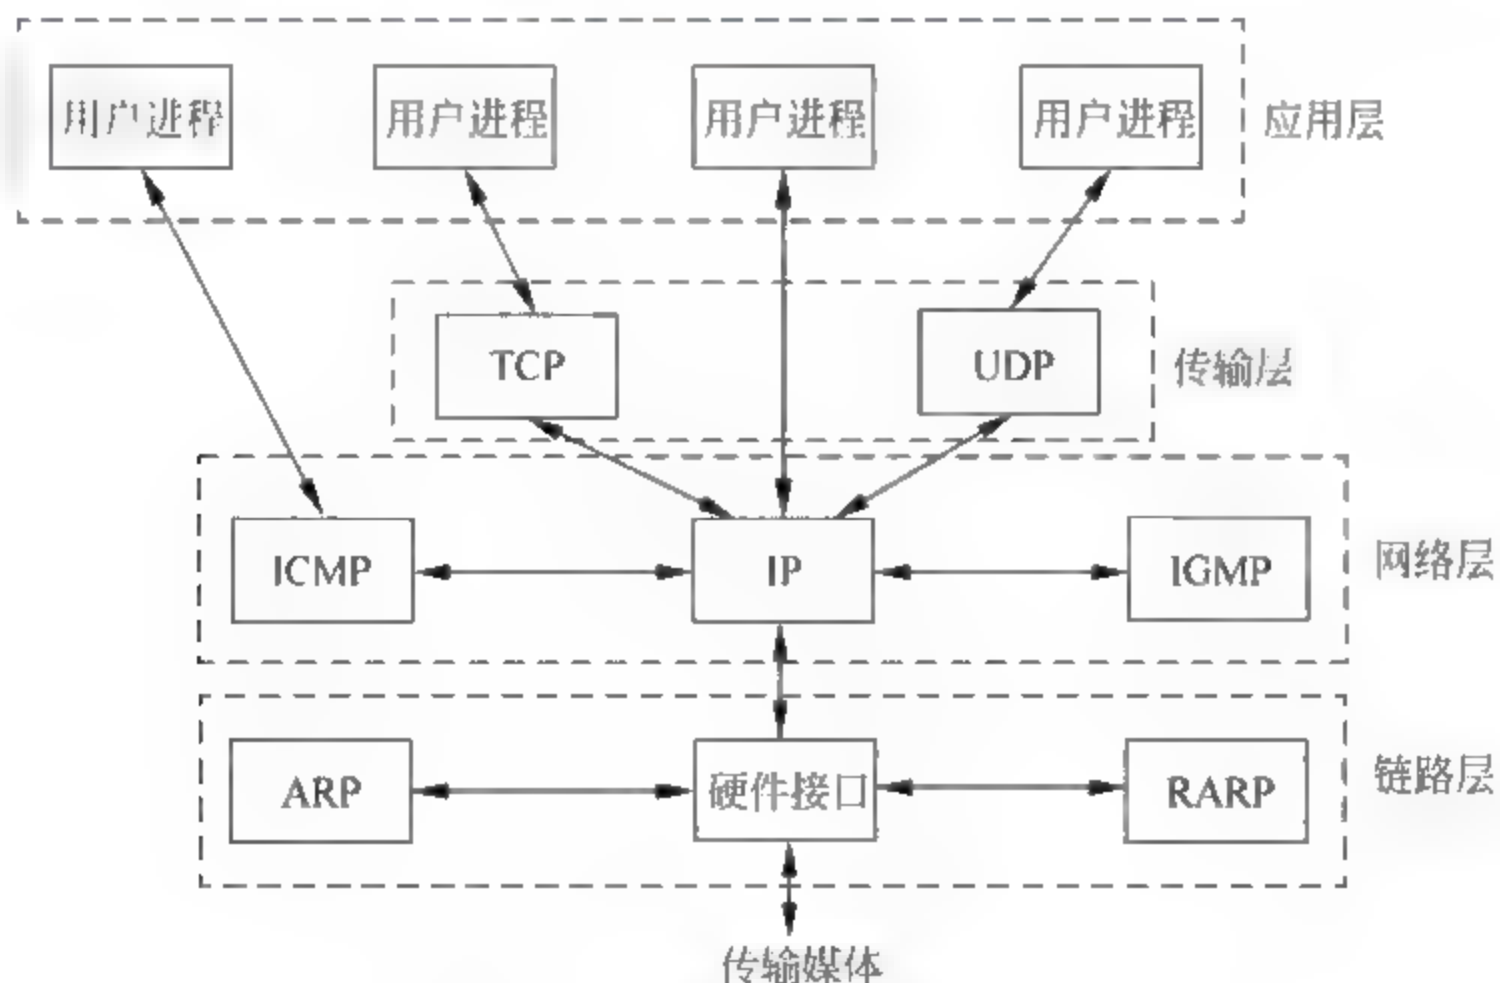 用户进程 用户进程 用户进程 用户进程 应用层
TCP UDP 传输层
ICMP IP IGMP 网络层
ARP 硬件接口 RARP 链路层
传输媒体